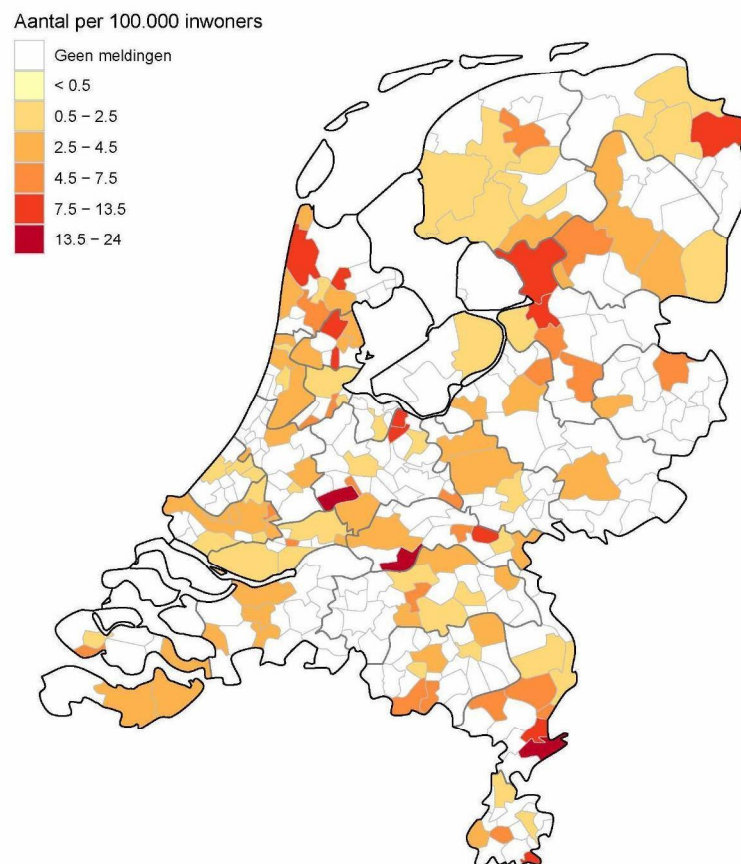 Aantal per 100.000 inwoners
Geen meldingen
< 0.5
0.5 – 2.5
2.5 – 4.5
4.5 – 7.5
7.5 – 13.5
13.5 – 24